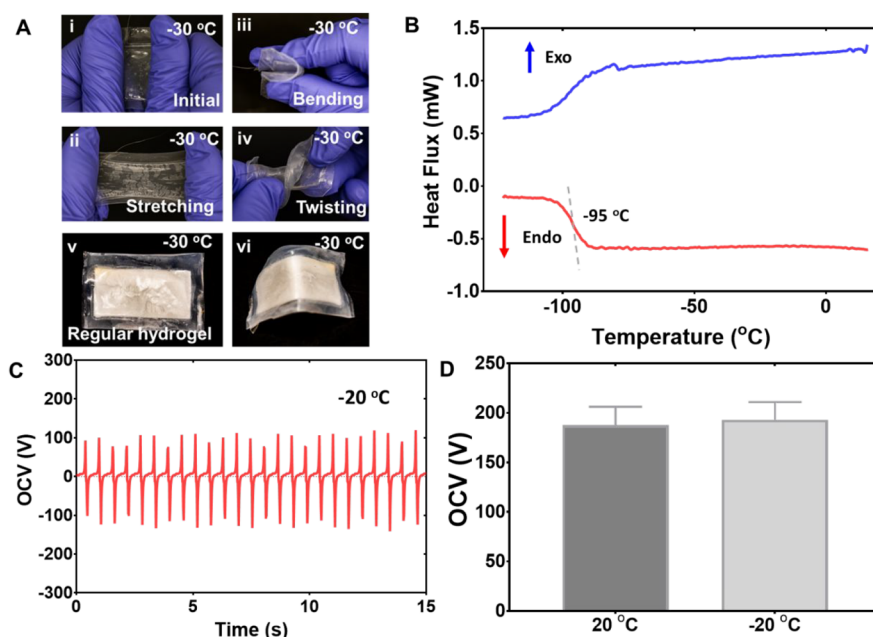 A
i
-30 °C
Initial
iii
-30 °C
Bending
ii
-30 °C
Stretching
iv
-30 °C
Twisting
v
-30 °C
Regular hydrogel
vi
-30 °C
B
Heat Flux (mW)
1.5
1.0
0.5
0.0
-0.5
-1.0
Exo
Endo
-95 °C
-100
-50
0
Temperature (°C)
C
OCV (V)
300
200
100
0
-100
-200
-300
-20 °C
0
5
10
15
Time (s)
D
OCV (V)
250
200
150
100
50
0
20 °C
-20 °C